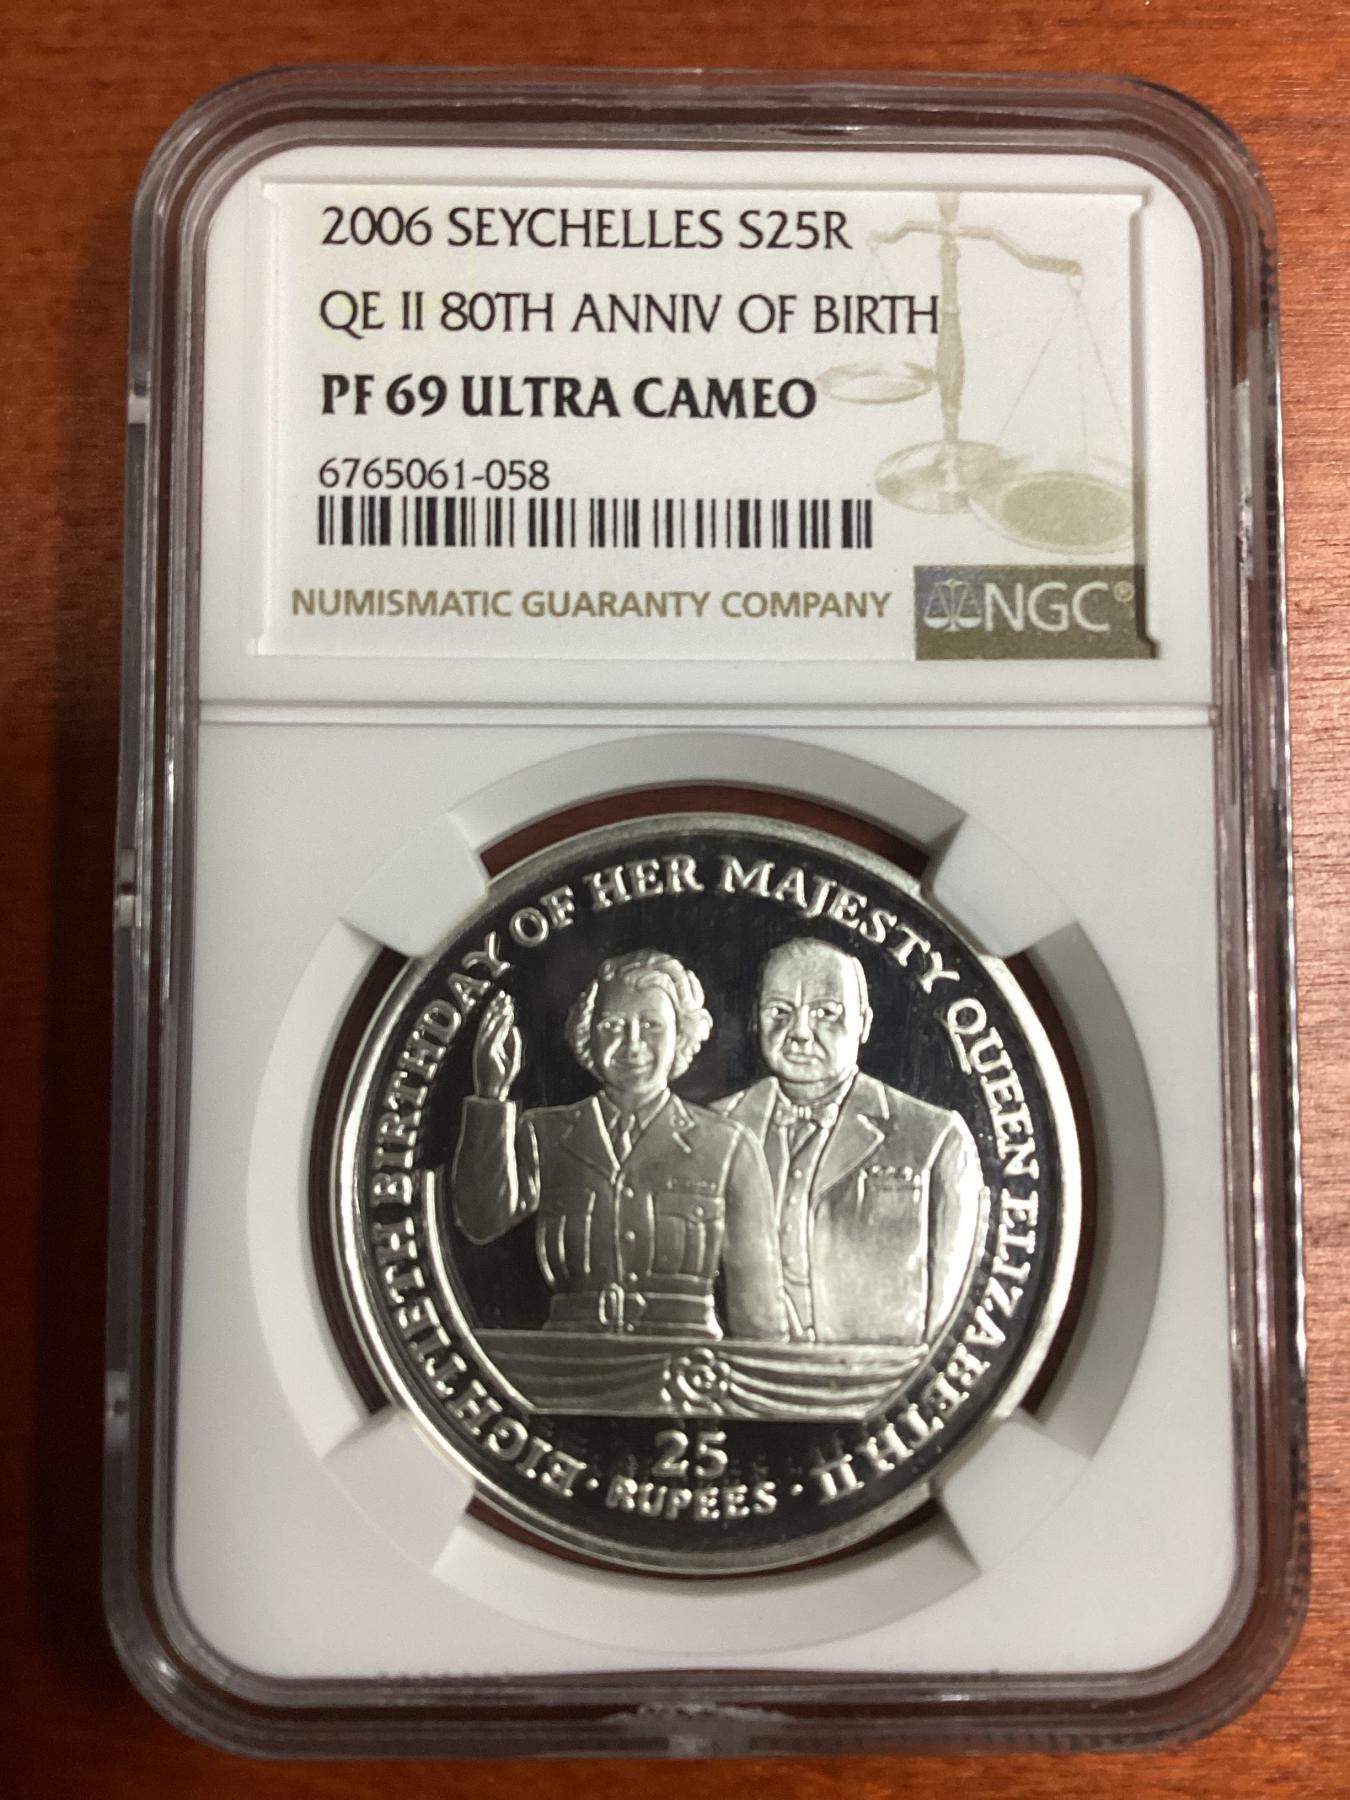 2006 SEYCHELLES S25R
QE II 80TH ANNIV OF BIRTH
PF 69 ULTRA CAMEO
6765061-058
NUMISMATIC GUARANTY COMPANY
NGC®
EIGHTIETH BIRTHDAY OF HER MAJESTY QUEEN ELIZABETH II
25
· RUPEES ·